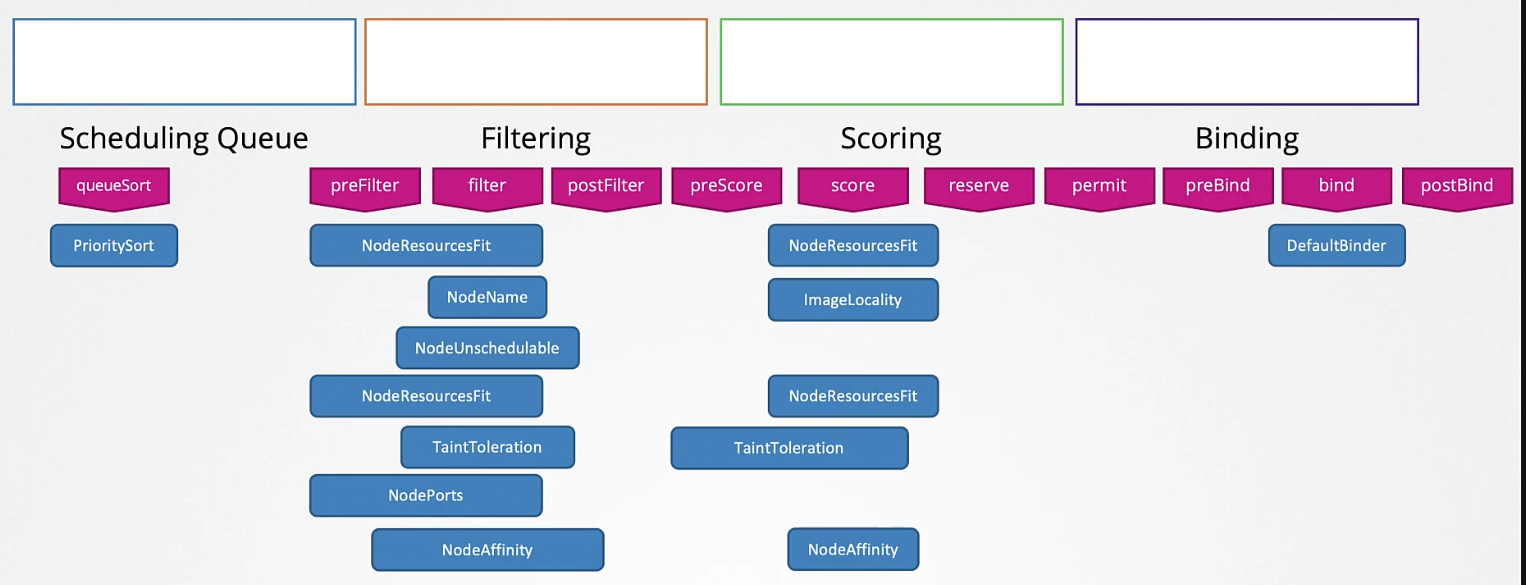 Scheduling Queue
Filtering
Scoring
Binding
queueSort
preFilter
filter
postFilter
preScore
score
reserve
permit
preBind
bind
postBind
PrioritySort
NodeResourcesFit
NodeResourcesFit
DefaultBinder
NodeName
ImageLocality
NodeUnschedulable
NodeResourcesFit
NodeResourcesFit
TaintToleration
TaintToleration
NodePorts
NodeAffinity
NodeAffinity